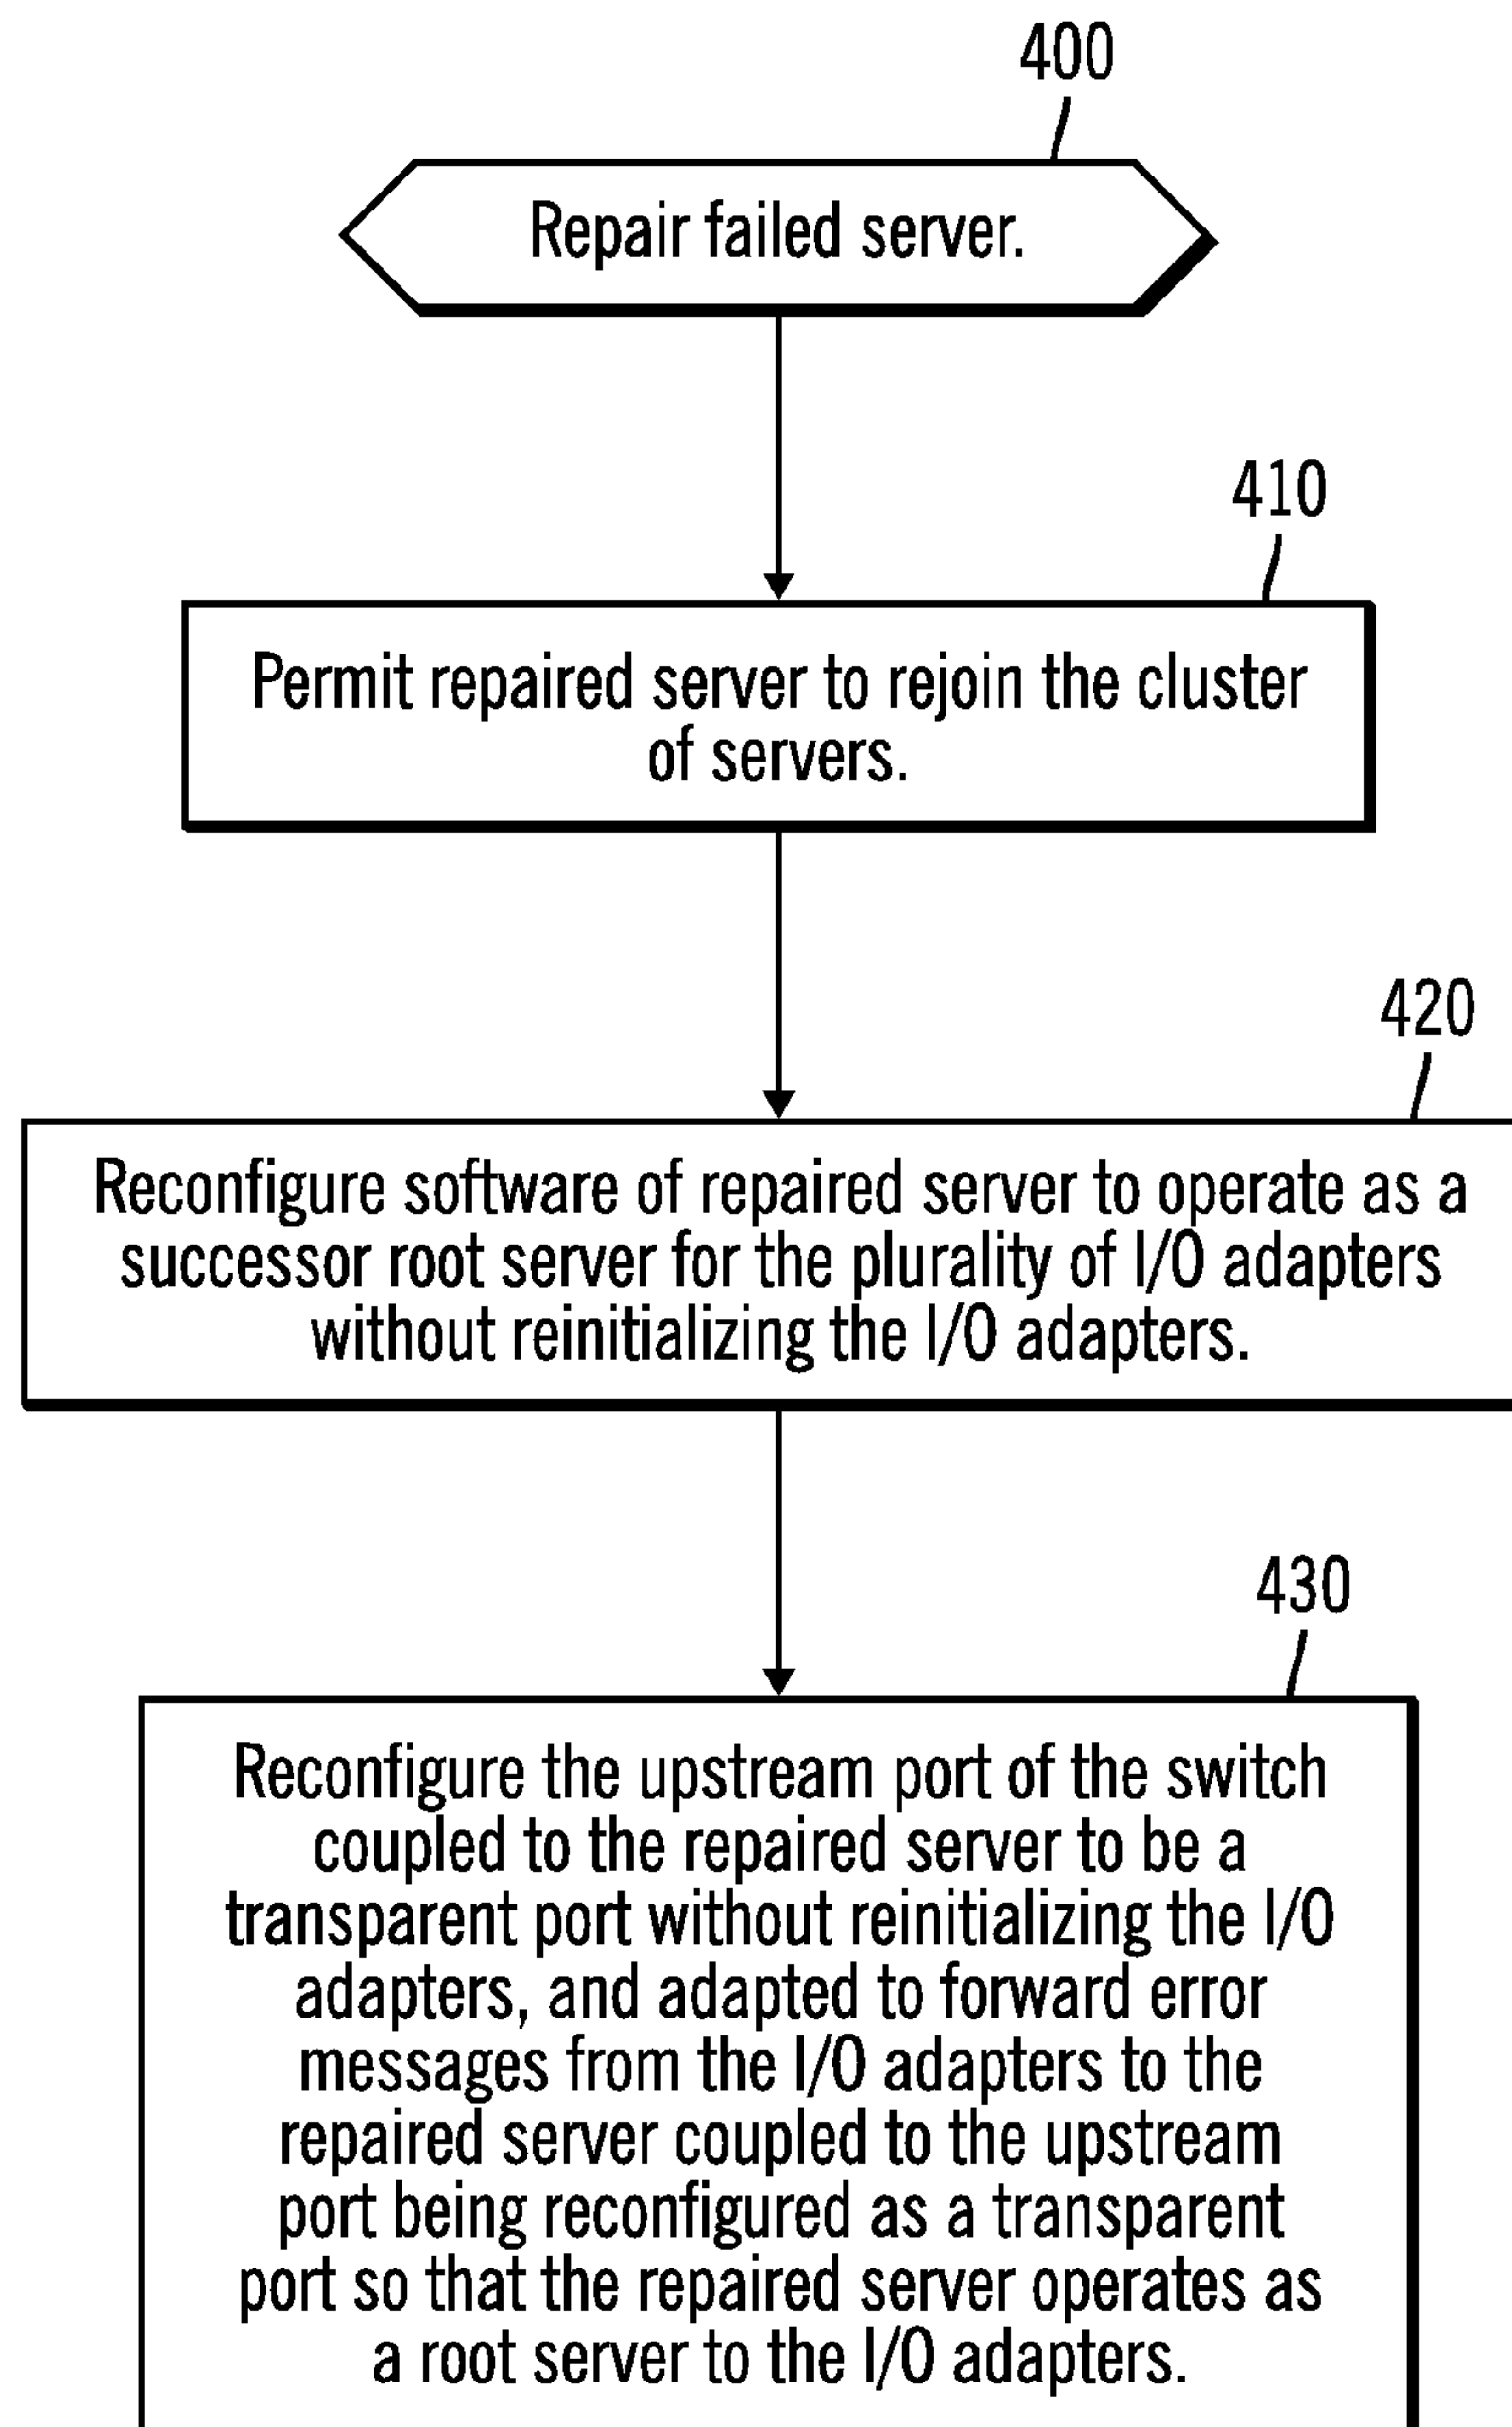 400
Repair failed server.
410
Permit repaired server to rejoin the cluster
of servers.
420
Reconfigure software of repaired server to operate as a
successor root server for the plurality of I/O adapters
without reinitializing the I/O adapters.
430
Reconfigure the upstream port of the switch
coupled to the repaired server to be a
transparent port without reinitializing the I/O
adapters, and adapted to forward error
messages from the I/O adapters to the
repaired server coupled to the upstream
port being reconfigured as a transparent
port so that the repaired server operates as
a root server to the I/O adapters.